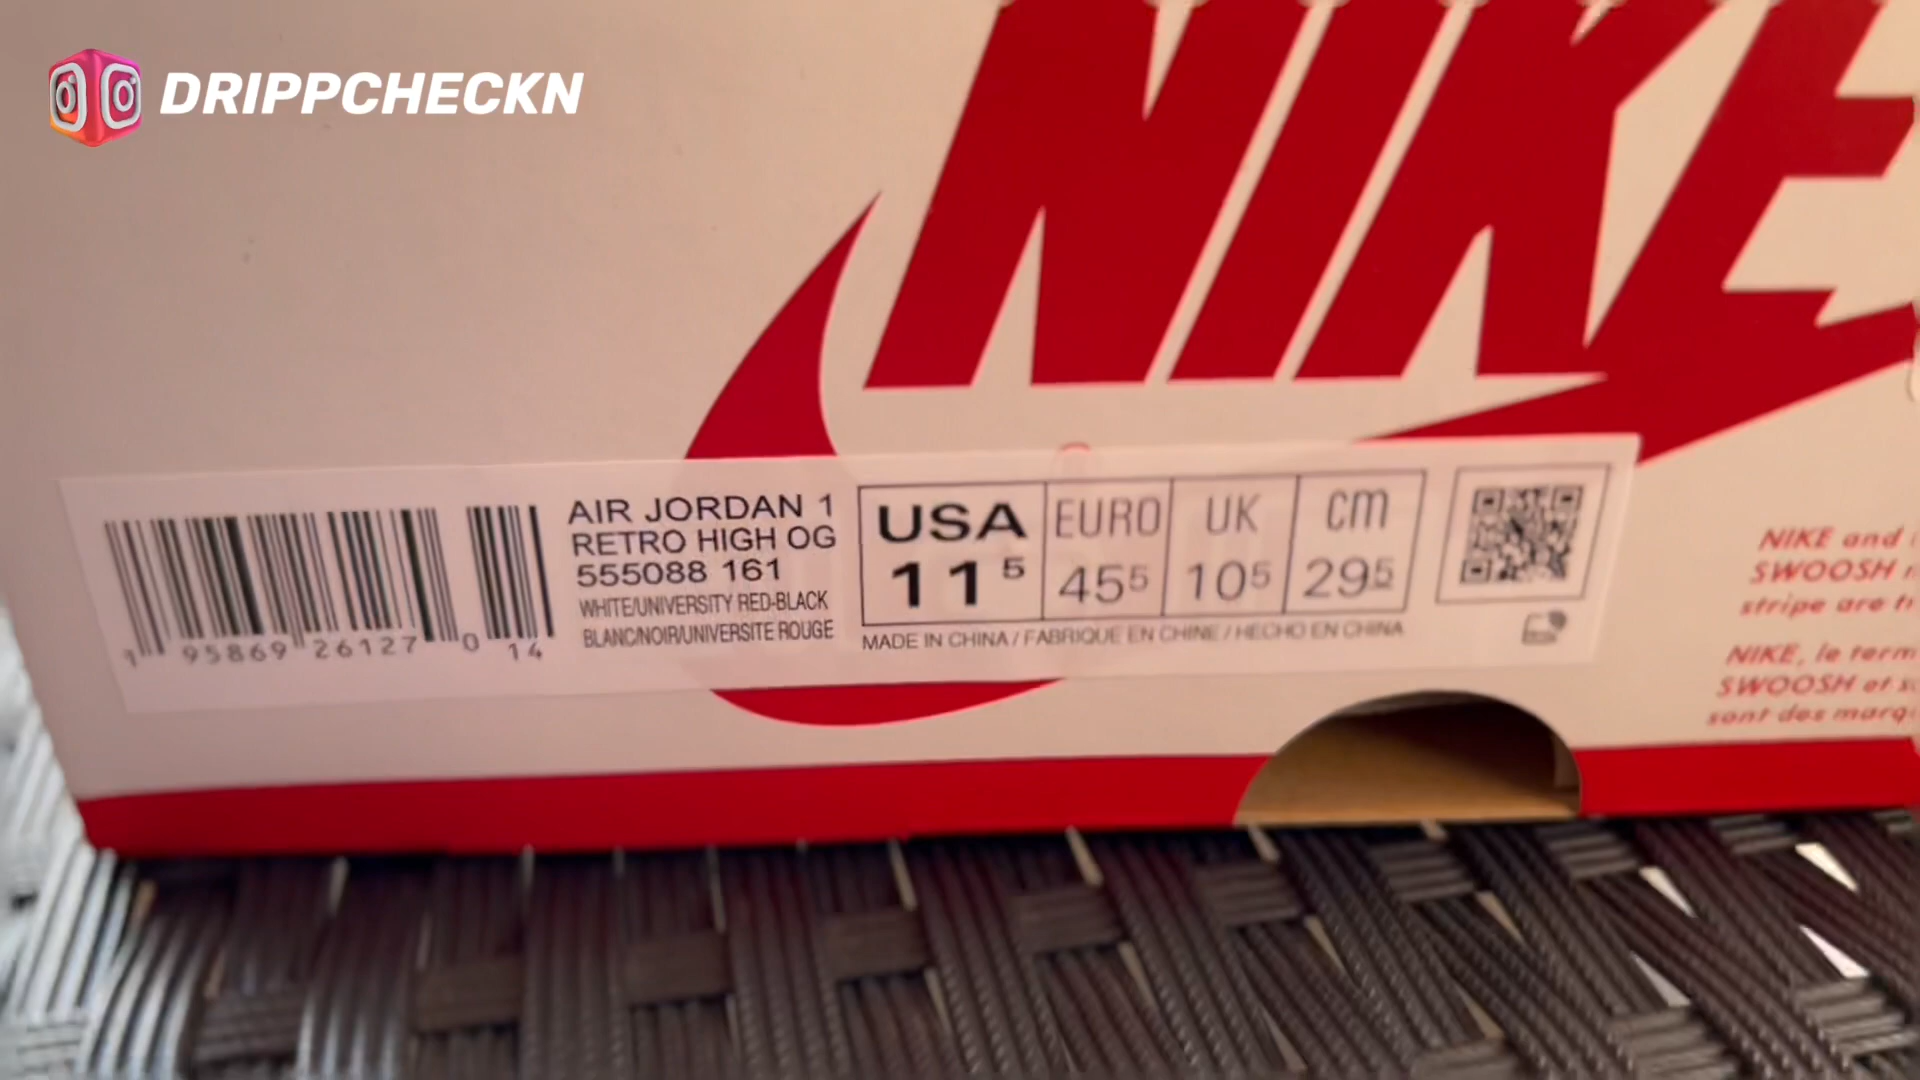 DRIPPCHECKN
NIKE
AIR JORDAN 1
RETRO HIGH OG
555088 161
WHITE/UNIVERSITY RED-BLACK
BLANC/NOIR/UNIVERSITE ROUGE
1 95869 26127 0 14
USA EURO UK CM
11 5 45 5 10 5 29 5
MADE IN CHINA / FABRIQUE EN CHINE / HECHO EN CHINA
NIKE and
SWOOSH
stripe are
NIKE, le
SWOOSH et
sont des